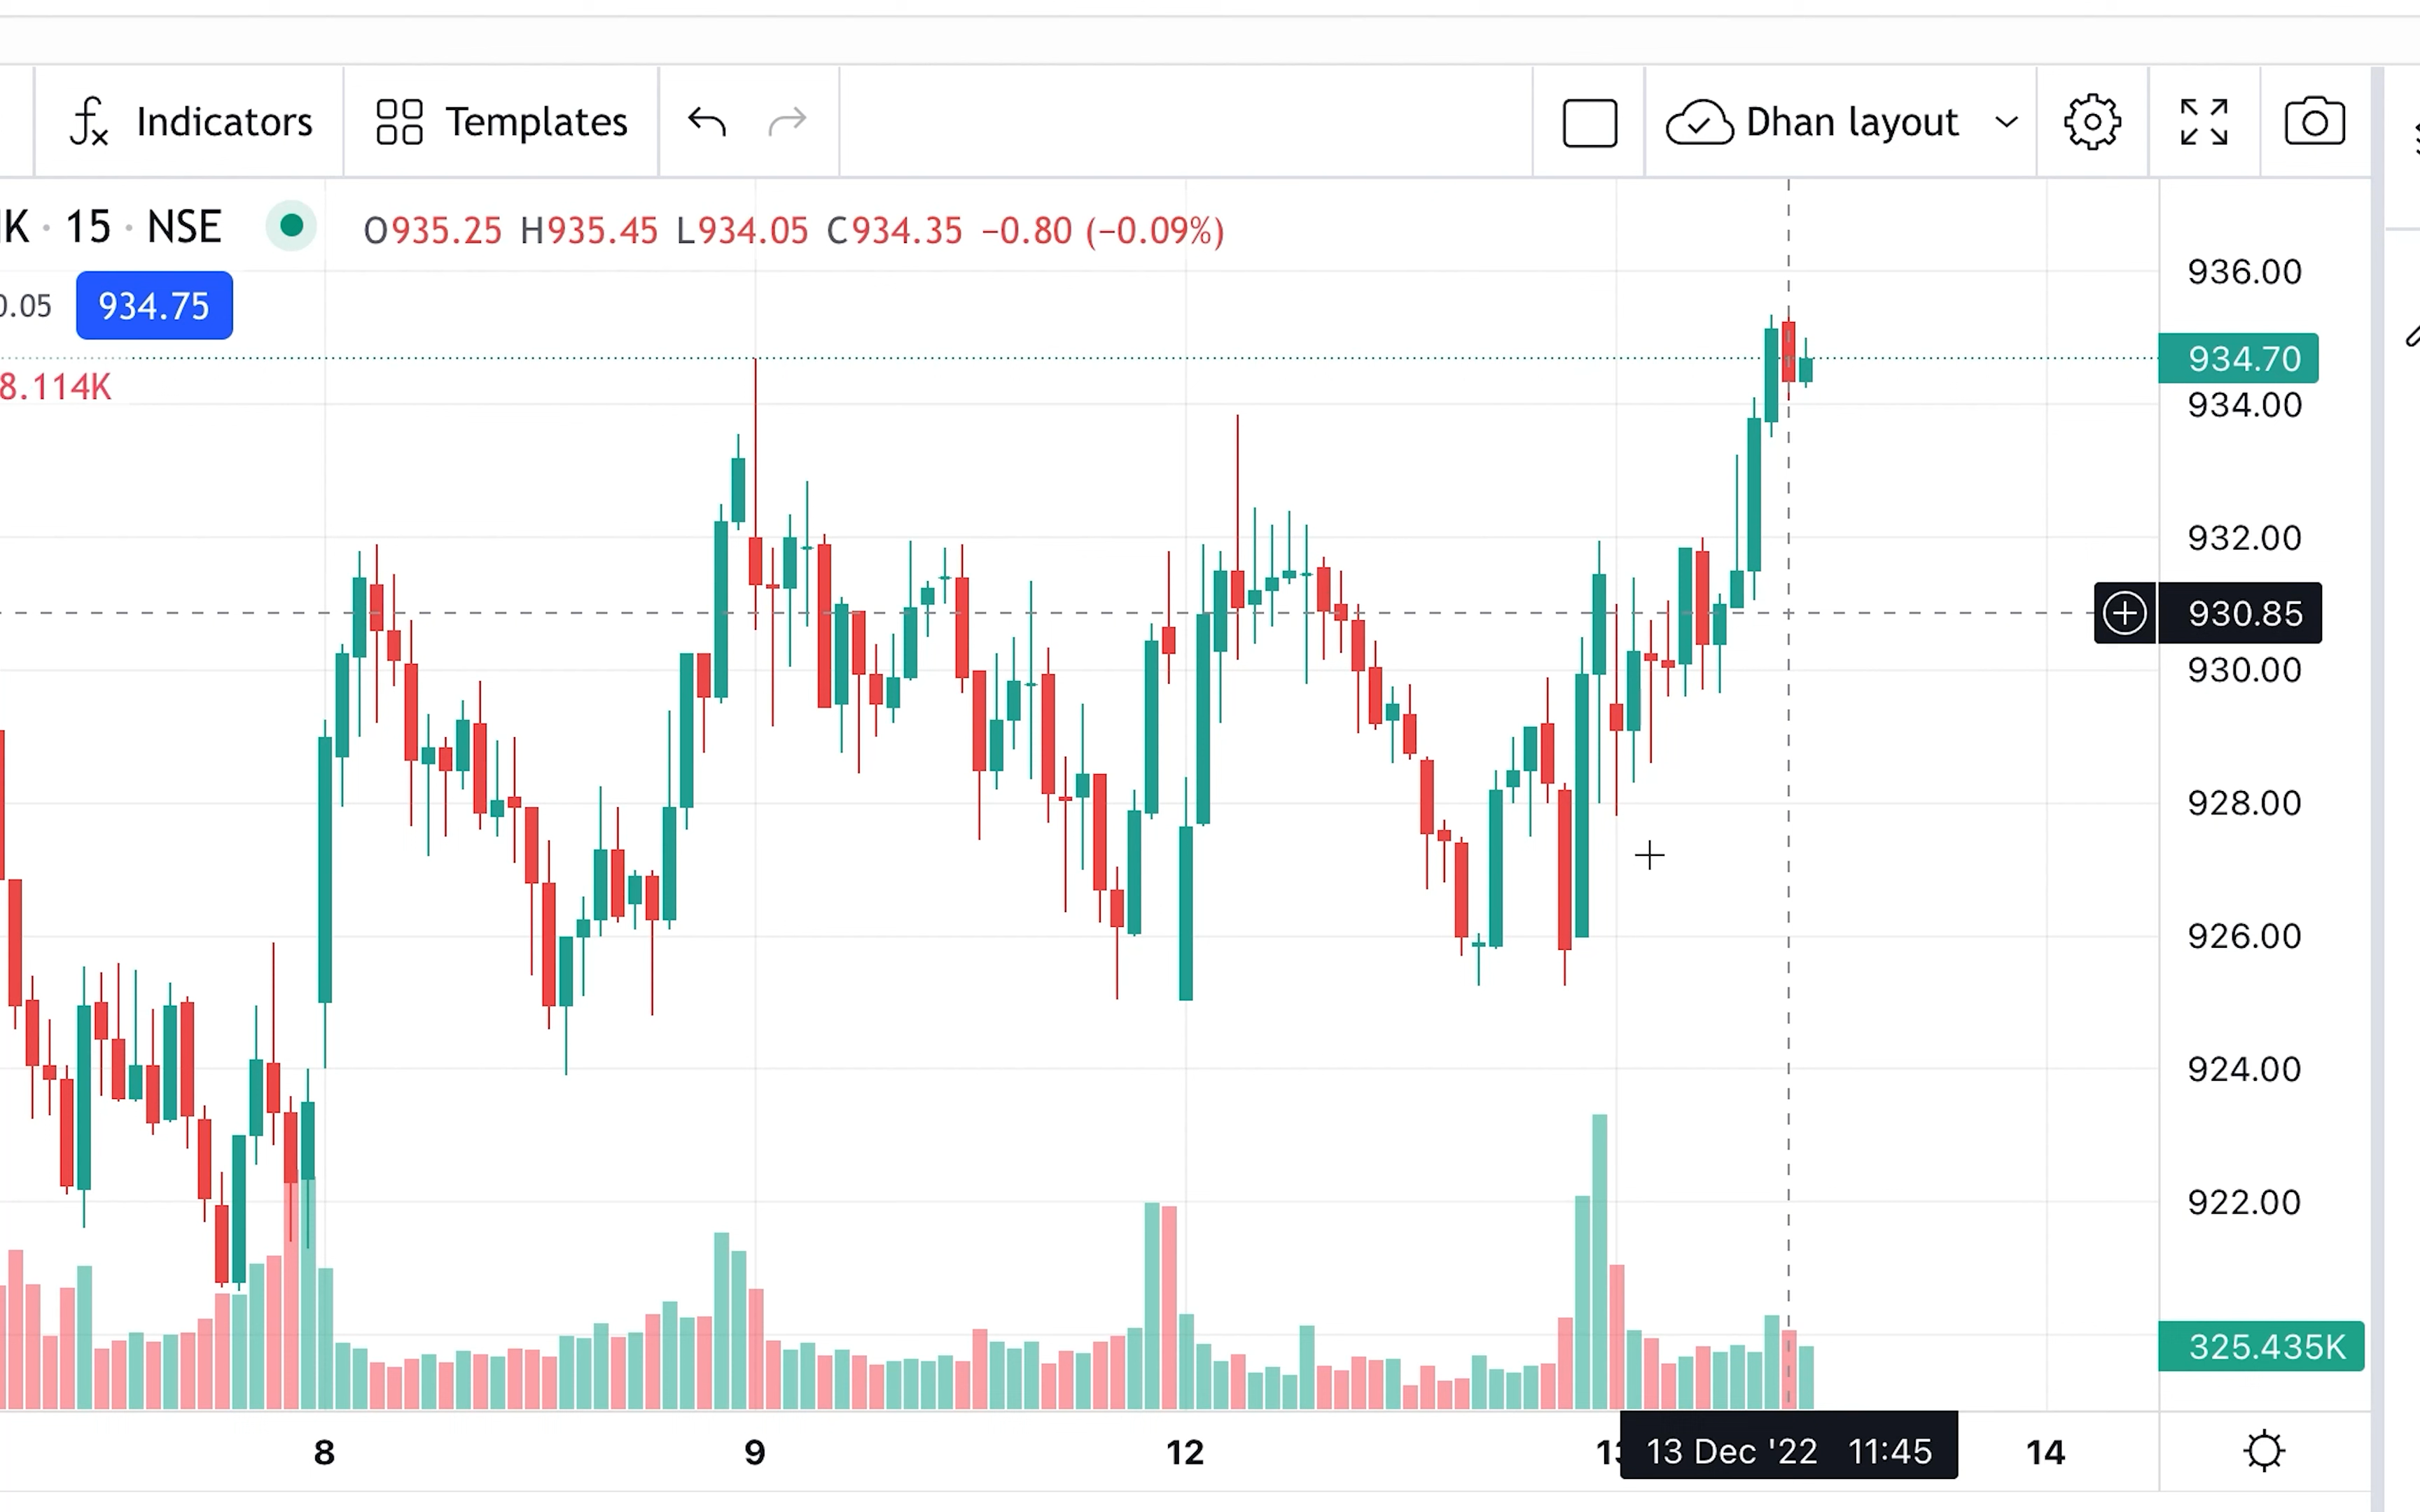 Indicators Templates Dhan layout
K · 15 · NSE O935.25 H935.45 L934.05 C934.35 −0.80 (−0.09%)
0.05 934.75
8.114K
936.00
934.70
934.00
932.00
930.85
930.00
928.00
926.00
924.00
922.00
325.435K
8 9 12 13 Dec '22 11:45 14